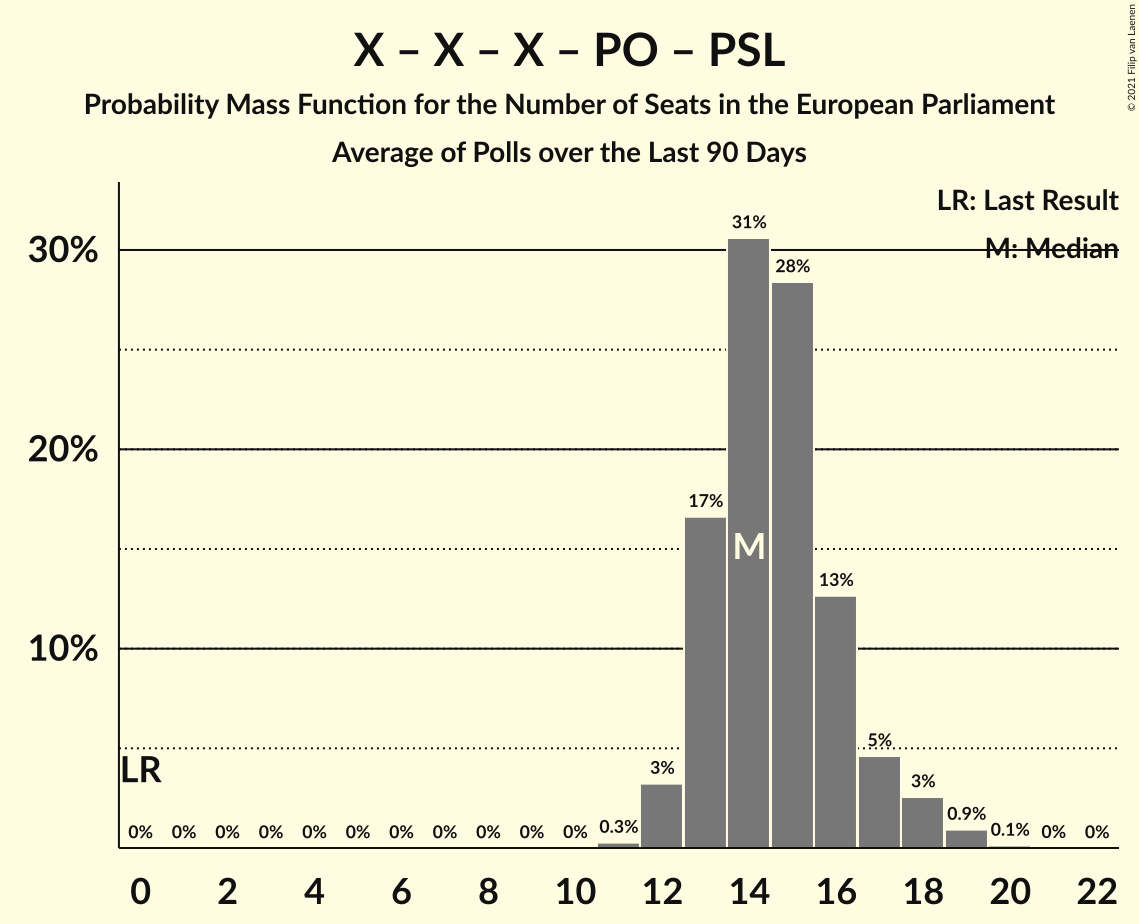 X – X – X – PO – PSL
Probability Mass Function for the Number of Seats in the European Parliament
Average of Polls over the Last 90 Days
© 2021 Filip van Laenen
LR: Last Result
M: Median
30%
20%
10%
31%
28%
17%
M
13%
5%
LR
3%
3%
0% 0% 0% 0% 0% 0% 0% 0% 0% 0% 0% 0.3% 0.9% 0.1% 0% 0%
0 2 4 6 8 10 12 14 16 18 20 22